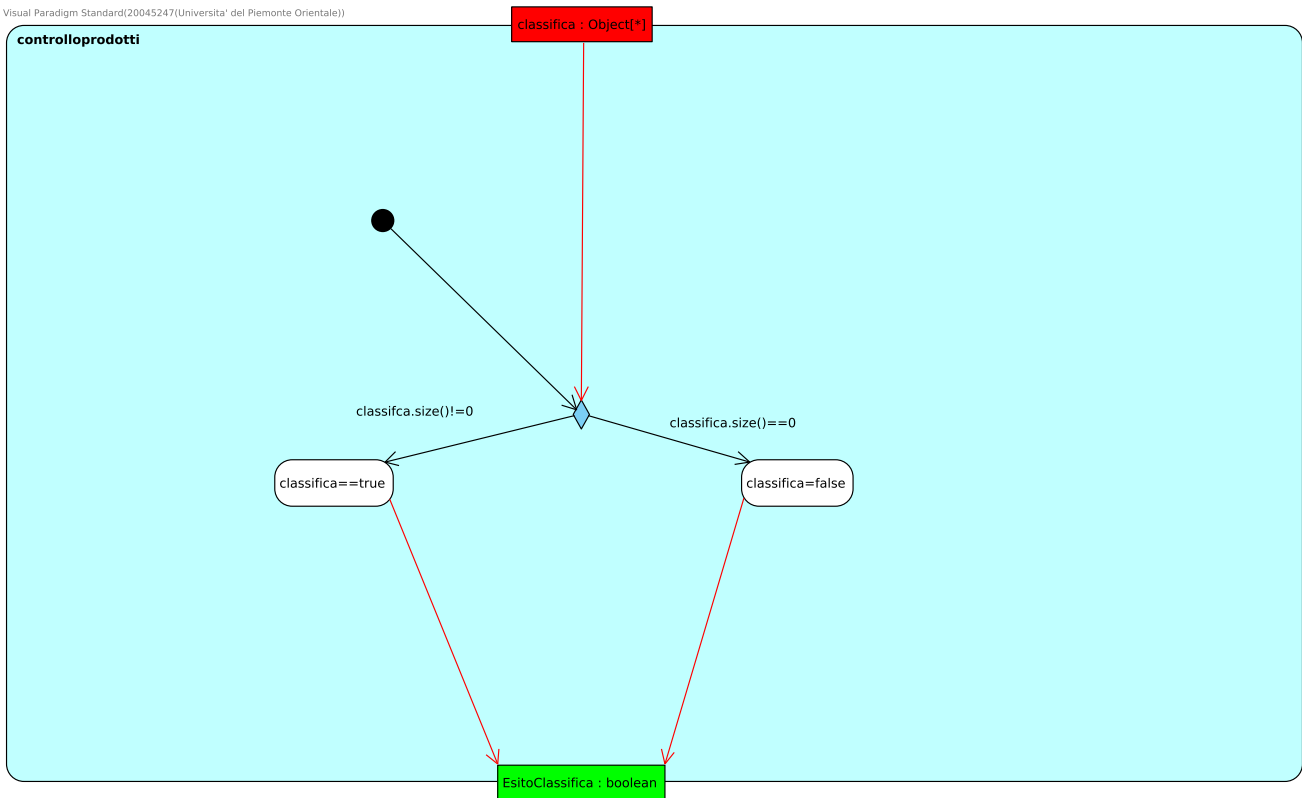 Visual Paradigm Standard(20045247(Universita' del Piemonte Orientale))
classifica : Object[*]
controlloprodotti
classifca.size()!=0
classifica.size()==0
classifica==true
classifica=false
EsitoClassifica : boolean